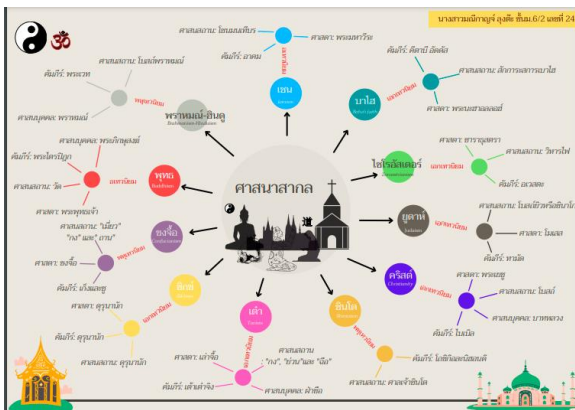 นางสาวมณีกาญจ์ ลุงต๊ะ ชั้นม.6/2 เลขที่ 24
ศาสนาสากล
เชน
ศาสนสถาน: โชนมนเทียร
ศาสดา: พระมหาวีระ
คัมภีร์: อาคม
อเทวนิยม
บาไฮ
คัมภีร์: คีตาบี อัคดัส
ศาสนสถาน: สักการะสถานบาไฮ
ศาสดา: พระบะฮาอุลลอฮ์
เอกเทวนิยม
โซโรอัสเตอร์
ศาสดา: ซาราธุสตรา
ศาสนสถาน: วิหารไฟ
คัมภีร์: อเวสตะ
เอกเทวนิยม
ยูดาห์
Judaism
ศาสนสถาน: โบสถ์ยิวหรือซินาโก
ศาสดา: โมเสส
คัมภีร์: ทานัค
เอกเทวนิยม
คริสต์
Christianity
ศาสดา: พระเยซู
ศาสนสถาน: โบสถ์
ศาสนบุคคล: บาทหลวง
คัมภีร์: ไบเบิล
เอกเทวนิยม
ชินโต
คัมภีร์: โคชิกิและนิฮนงิ
ศาสนสถาน: ศาลเจ้าชินโต
พหุเทวนิยม
เต๋า
Taoism
ศาสดา: เล่าจื๊อ
คัมภีร์: เต้าเต๋าจิง
ศาสนสถาน
"กง", "ย่วน"และ "ฉือ"
ศาสนบุคคล: ฝ่าซือ
ซิกข์
ศาสดา: คุรุนานัก
คัมภีร์: คุรุนานัก
ศาสนสถาน: คุรุนานัก
เอกเทวนิยม
ขงจื๊อ
Confucianism
ศาสนสถาน: "เมี่ยว"
"กง" และ" ถาน"
ศาสดา: ขงจื๊อ
คัมภีร์: เก็งและซู
พหุเทวนิยม
พุทธ
Buddhism
ศาสนบุคคล: พระภิกษุสงฆ์
คัมภีร์: พระไตรปิฎก
ศาสนสถาน: วัด
ศาสดา: พระพุทธเจ้า
อเทวนิยม
พราหมณ์-ฮินดู
ศาสนสถาน: โบสถ์พราหมณ์
คัมภีร์: พระเวท
ศาสนบุคคล: พราหมณ์
พหุเทวนิยม